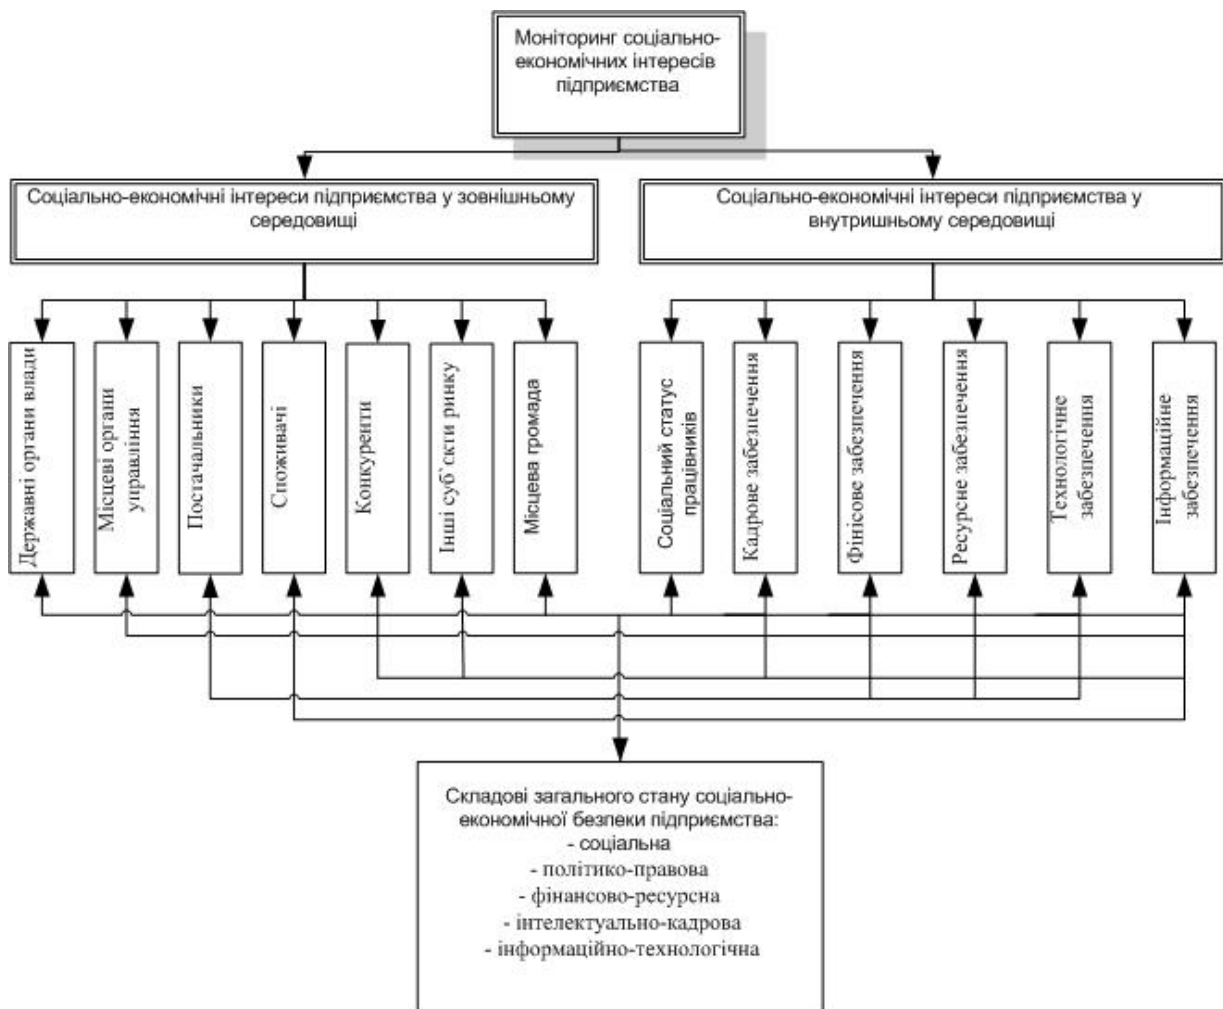 Моніторинг соціально-
економічних інтересів
підприємства
Соціально-економічні інтереси підприємства у зовнішньому
середовищі
Соціально-економічні інтереси підприємства у
внутришньому середовищі
Державні органи влади
Місцеві органи
управління
Постачальники
Споживачі
Конкуренти
Інші суб`єкти ринку
Місцева громада
Соціальний статус
працівників
Кадрове забезпечення
Фінісове забезпечення
Ресурсне забезпечення
Технологічне
забезпечення
Інформаційне
забезпечення
Складові загального стану соціально-
економічної безпеки підприємства:
- соціальна
- політико-правова
- фінансово-ресурсна
- інтелектуально-кадрова
- інформаційно-технологічна